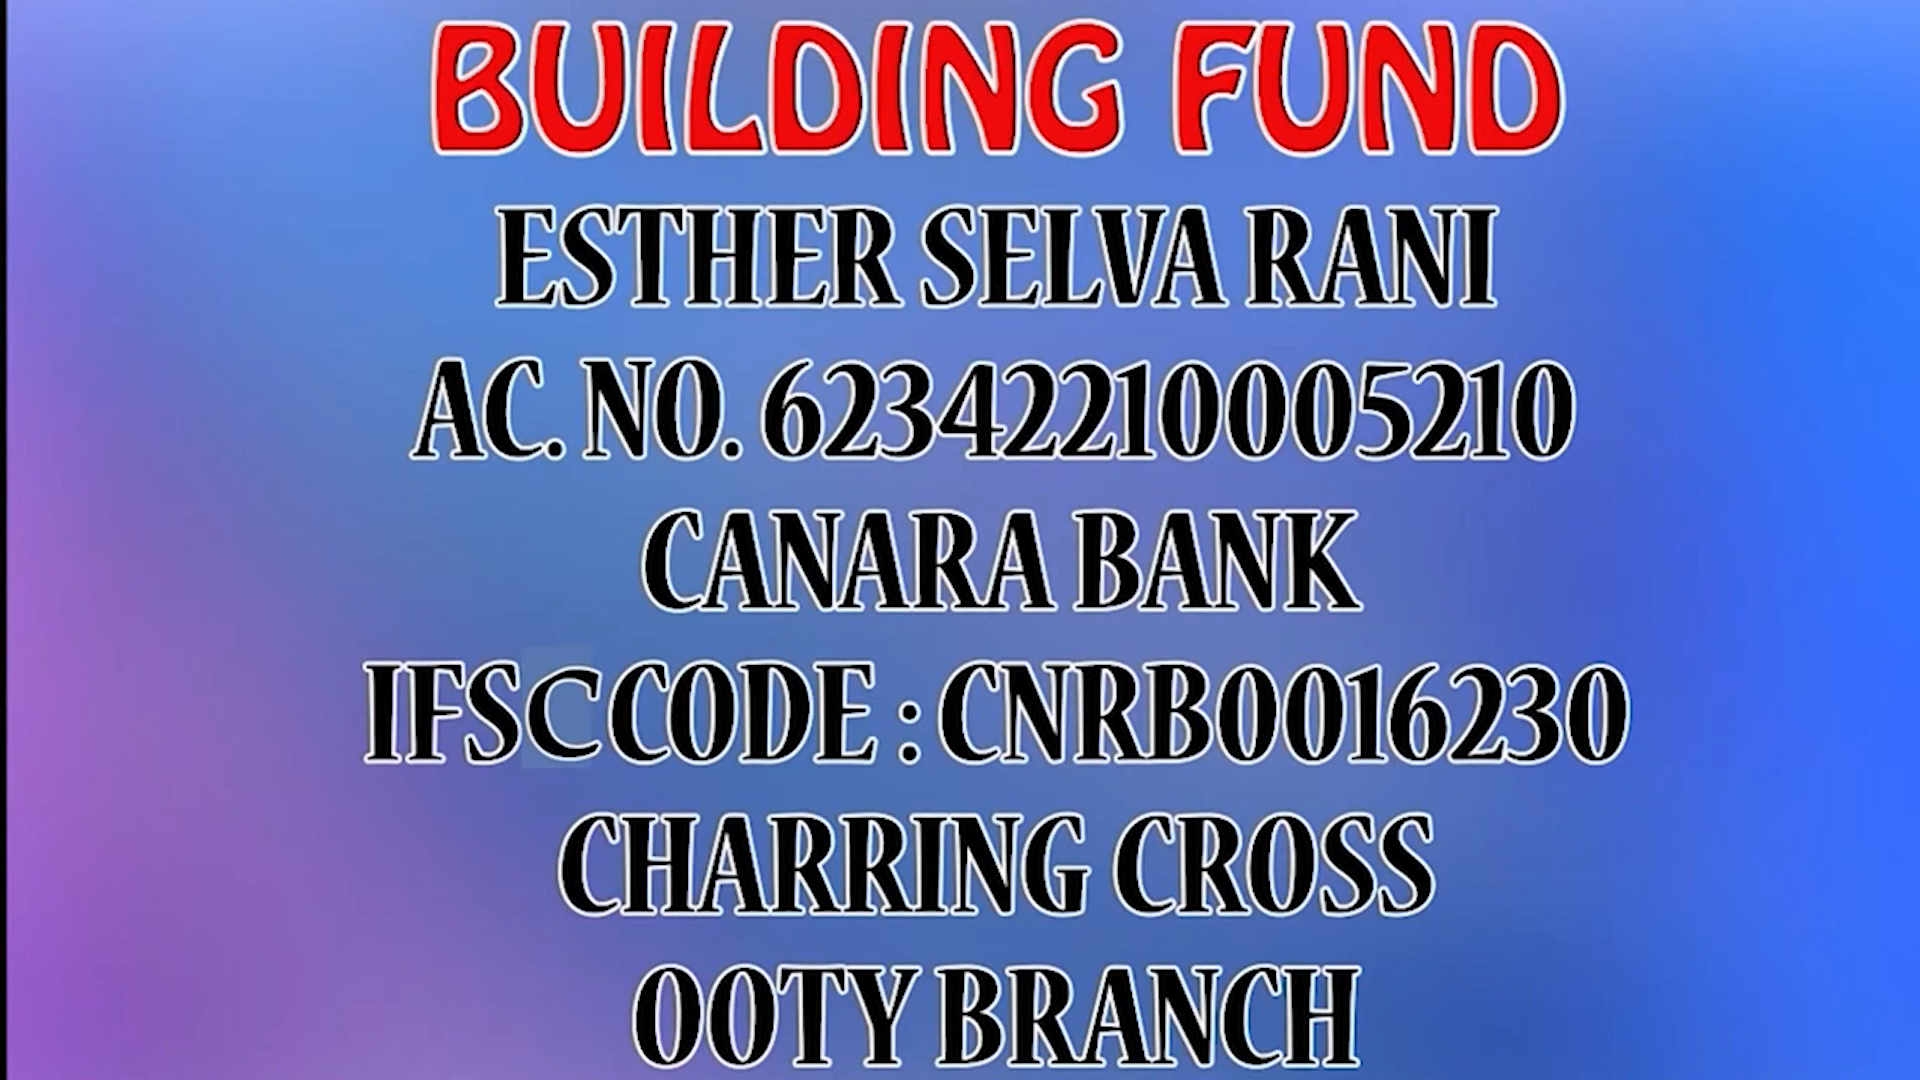 BUILDING FUND
ESTHER SELVA RANI
AC. NO. 62342210005210
CANARA BANK
IFSC CODE : CNRB0016230
CHARRING CROSS
OOTY BRANCH